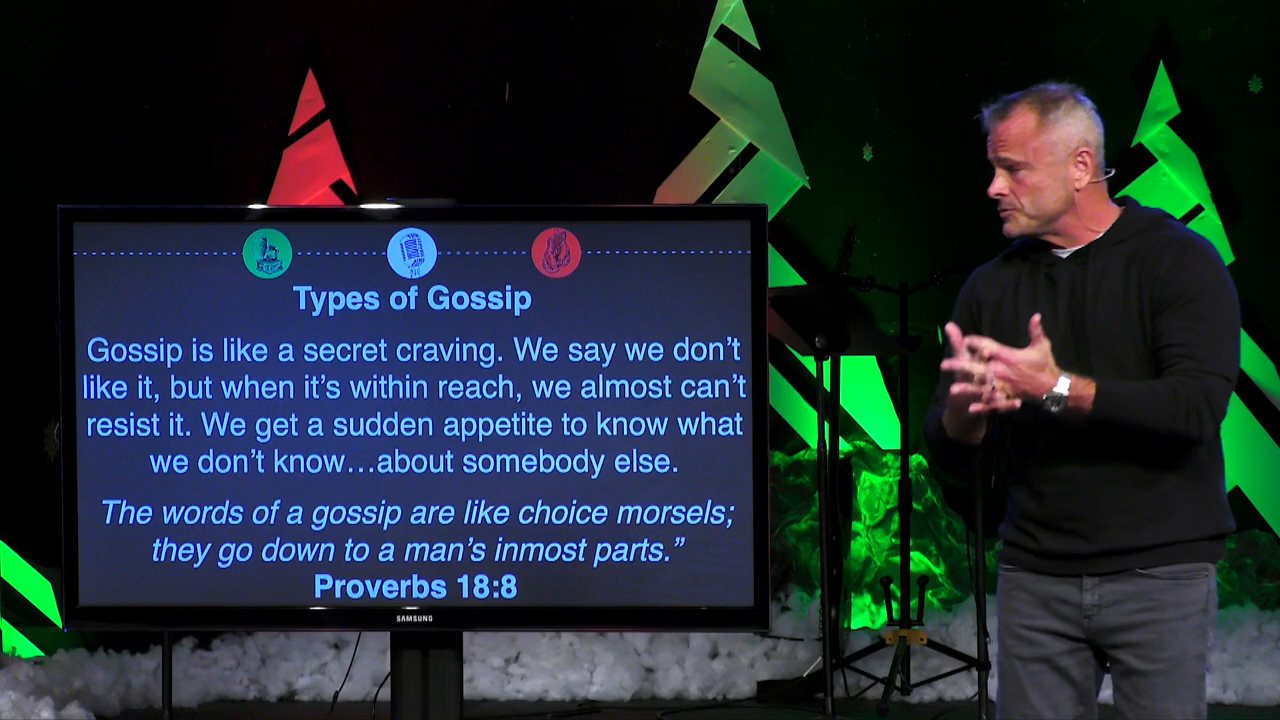 Types of Gossip
Gossip is like a secret craving. We say we don’t
like it, but when it’s within reach, we almost can’t
resist it. We get a sudden appetite to know what
we don’t know…about somebody else.
The words of a gossip are like choice morsels;
they go down to a man’s inmost parts.”
Proverbs 18:8
SAMSUNG